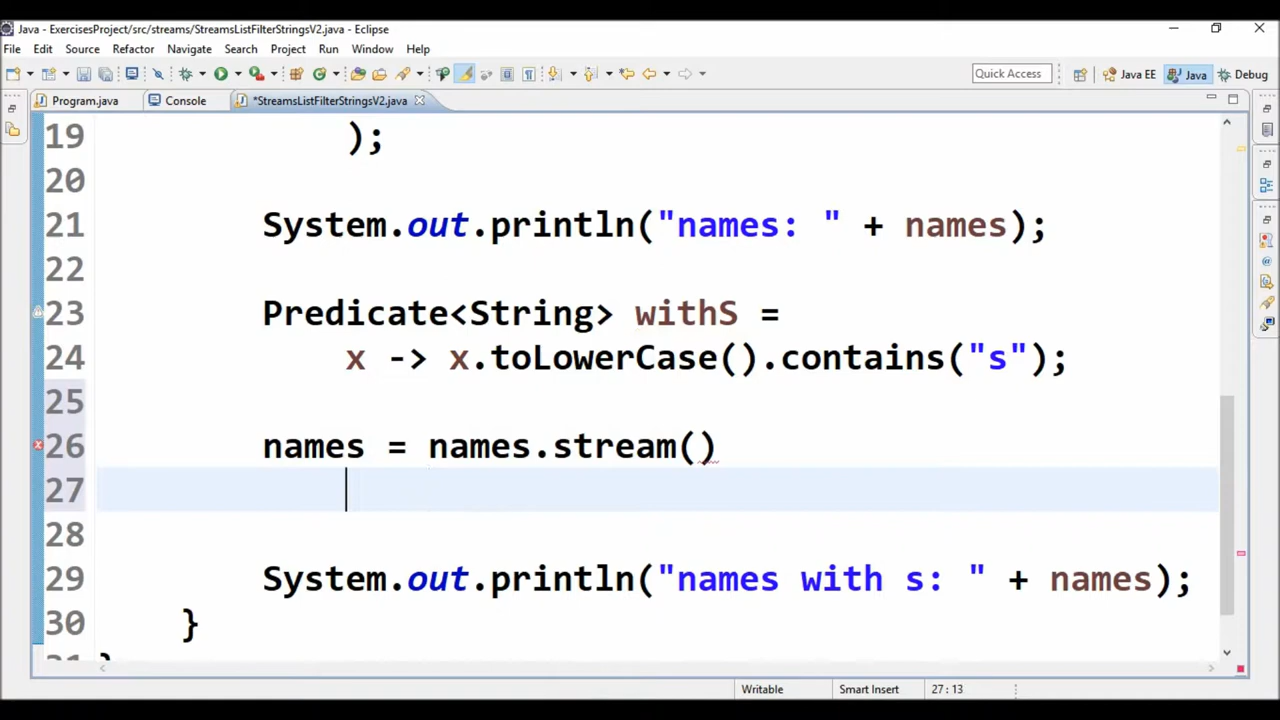 Java - ExercisesProject/src/streams/StreamsListFilterStringsV2.java - Eclipse
File Edit Source Refactor Navigate Search Project Run Window Help
Quick Access Java EE Java Debug
Program.java Console *StreamsListFilterStringsV2.java
19 );
20
21 System.out.println("names: " + names);
22
23 Predicate<String> withS =
24 x -> x.toLowerCase().contains("s");
25
26 names = names.stream()
27
28
29 System.out.println("names with s: " + names);
30 }
31 }
Writable Smart Insert 27 : 13